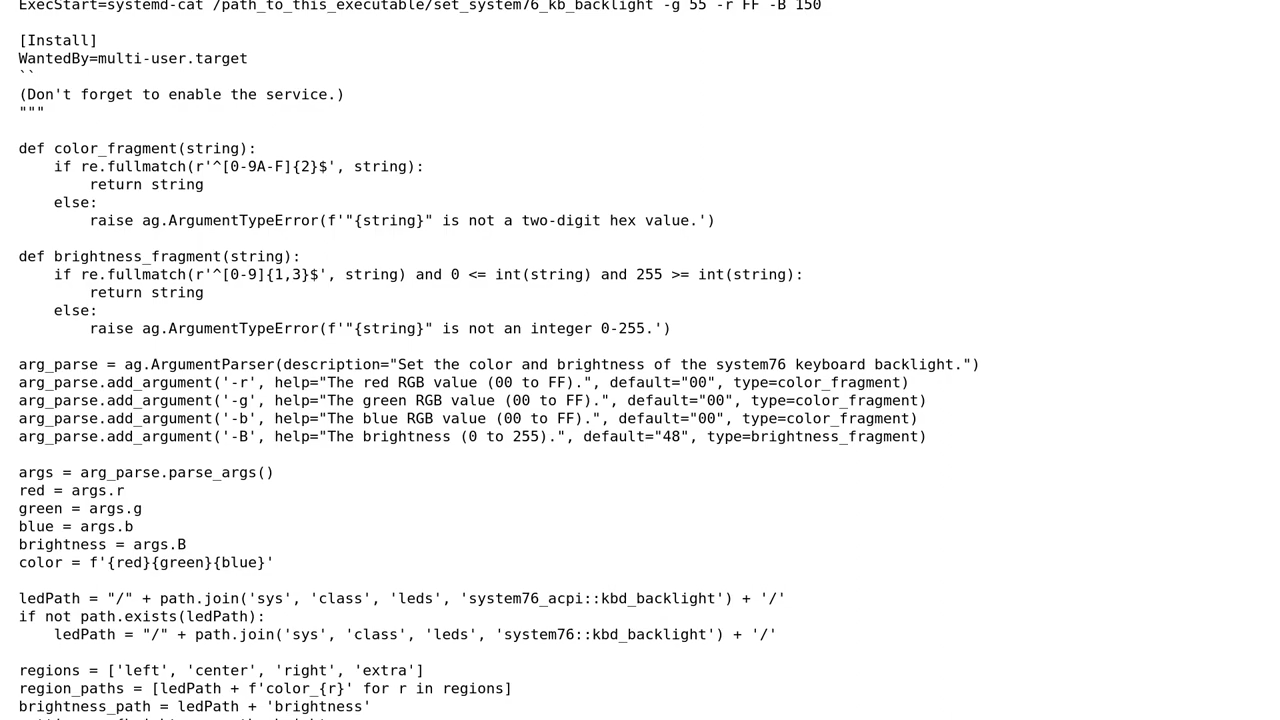 ExecStart=systemd-cat /path_to_this_executable/set_system76_kb_backlight -g 55 -r FF -B 150
[Install]
WantedBy=multi-user.target
``
(Don't forget to enable the service.)
"""
def color_fragment(string):
    if re.fullmatch(r'^[0-9A-F]{2}$', string):
        return string
    else:
        raise ag.ArgumentTypeError(f'"{string}" is not a two-digit hex value.')
def brightness_fragment(string):
    if re.fullmatch(r'^[0-9]{1,3}$', string) and 0 <= int(string) and 255 >= int(string):
        return string
    else:
        raise ag.ArgumentTypeError(f'"{string}" is not an integer 0-255.')
arg_parse = ag.ArgumentParser(description="Set the color and brightness of the system76 keyboard backlight.")
arg_parse.add_argument('-r', help="The red RGB value (00 to FF).", default="00", type=color_fragment)
arg_parse.add_argument('-g', help="The green RGB value (00 to FF).", default="00", type=color_fragment)
arg_parse.add_argument('-b', help="The blue RGB value (00 to FF).", default="00", type=color_fragment)
arg_parse.add_argument('-B', help="The brightness (0 to 255).", default="48", type=brightness_fragment)
args = arg_parse.parse_args()
red = args.r
green = args.g
blue = args.b
brightness = args.B
color = f'{red}{green}{blue}'
ledPath = "/" + path.join('sys', 'class', 'leds', 'system76_acpi::kbd_backlight') + '/'
if not path.exists(ledPath):
    ledPath = "/" + path.join('sys', 'class', 'leds', 'system76::kbd_backlight') + '/'
regions = ['left', 'center', 'right', 'extra']
region_paths = [ledPath + f'color_{r}' for r in regions]
brightness_path = ledPath + 'brightness'